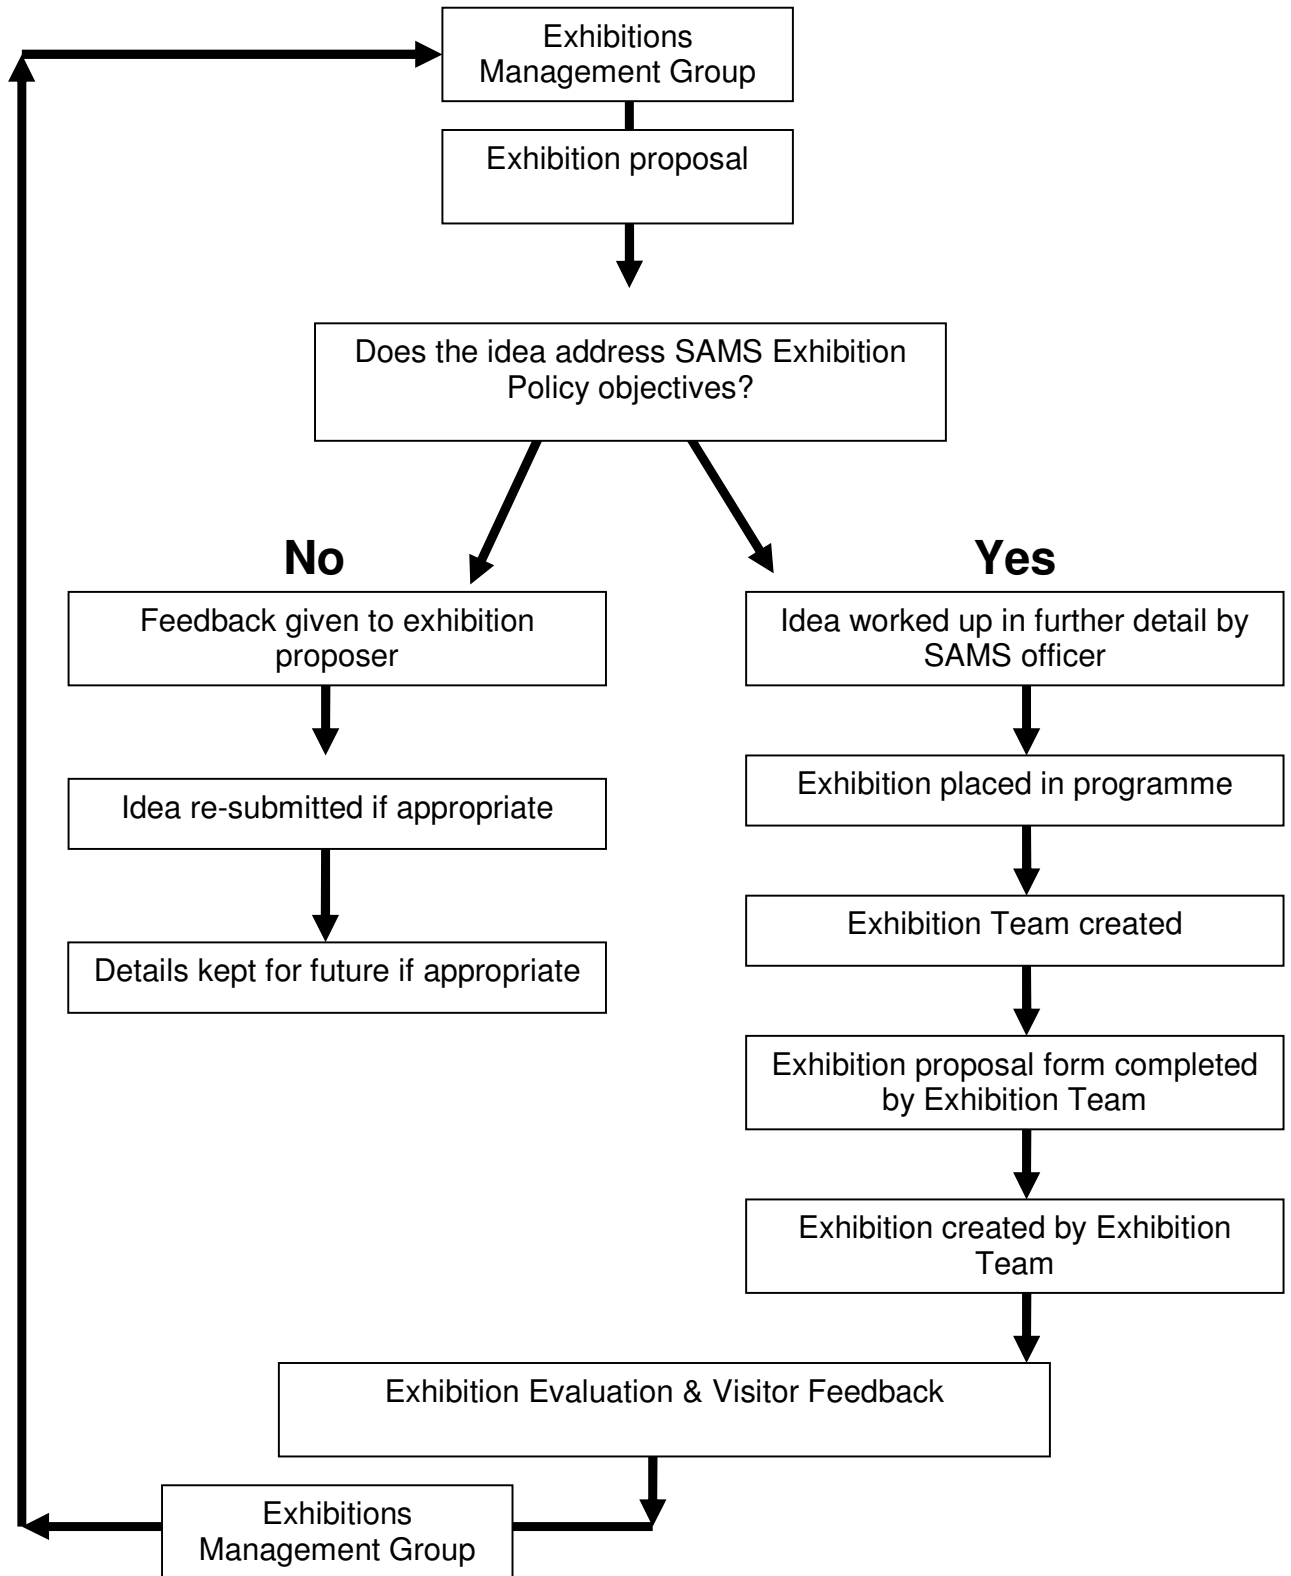 Exhibitions
Management Group
Exhibition proposal
Does the idea address SAMS Exhibition
Policy objectives?
No
Yes
Feedback given to exhibition
proposer
Idea worked up in further detail by
SAMS officer
Idea re-submitted if appropriate
Exhibition placed in programme
Details kept for future if appropriate
Exhibition Team created
Exhibition proposal form completed
by Exhibition Team
Exhibition created by Exhibition
Team
Exhibition Evaluation & Visitor Feedback
Exhibitions
Management Group